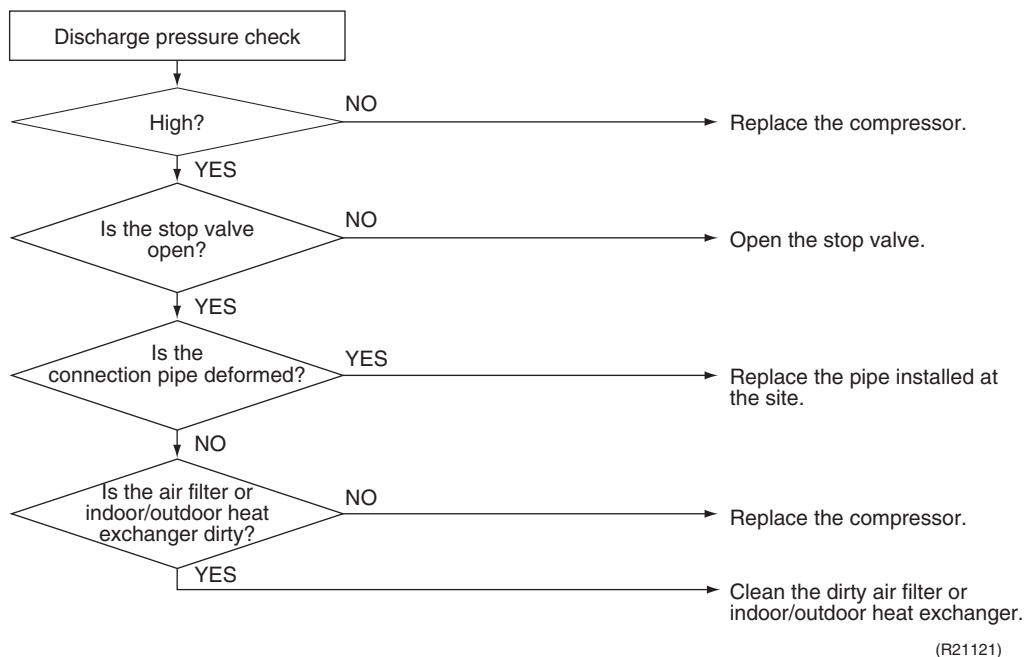 Discharge pressure check
High?
NO
Replace the compressor.
YES
Is the stop valve
open?
NO
Open the stop valve.
YES
Is the
connection pipe deformed?
YES
Replace the pipe installed at
the site.
NO
Is the air filter or
indoor/outdoor heat
exchanger dirty?
NO
Replace the compressor.
YES
Clean the dirty air filter or
indoor/outdoor heat exchanger.
(R21121)